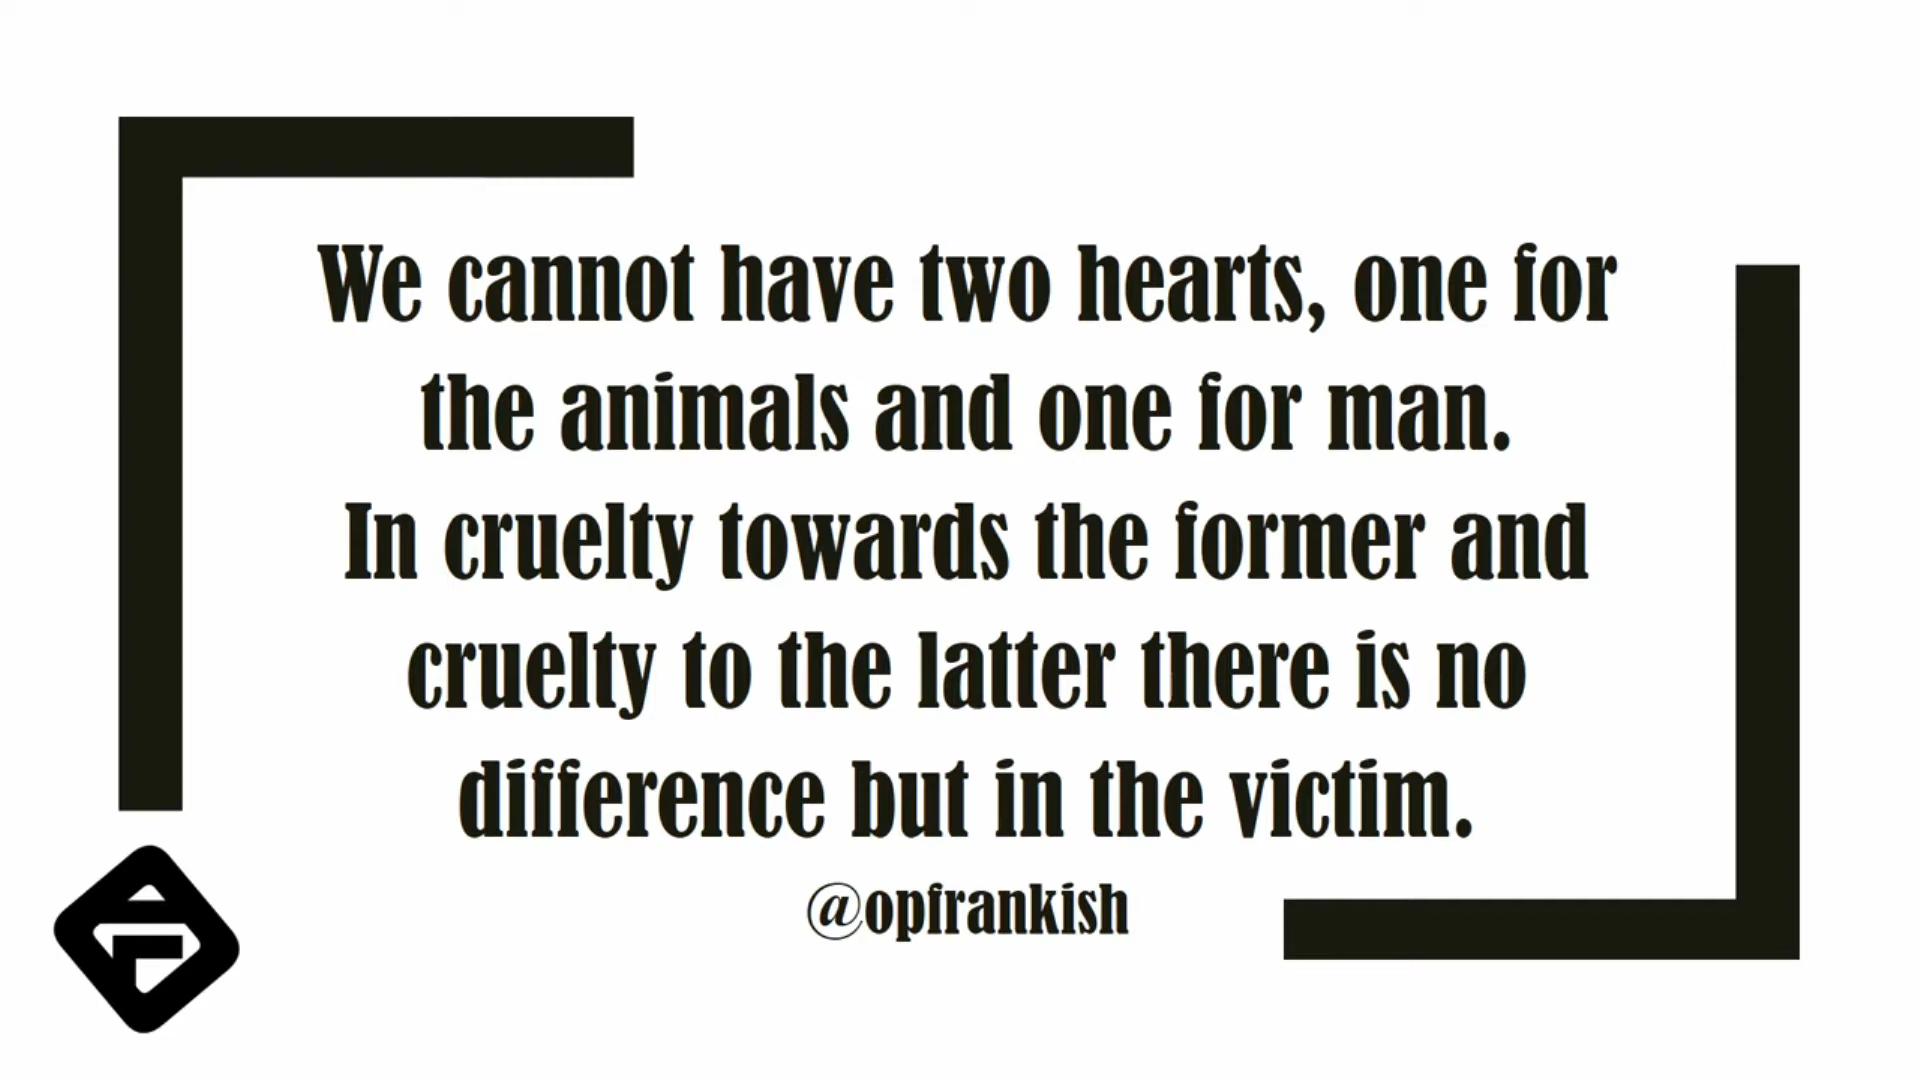 We cannot have two hearts, one for
the animals and one for man.
In cruelty towards the former and
cruelty to the latter there is no
difference but in the victim.
@opfrankish